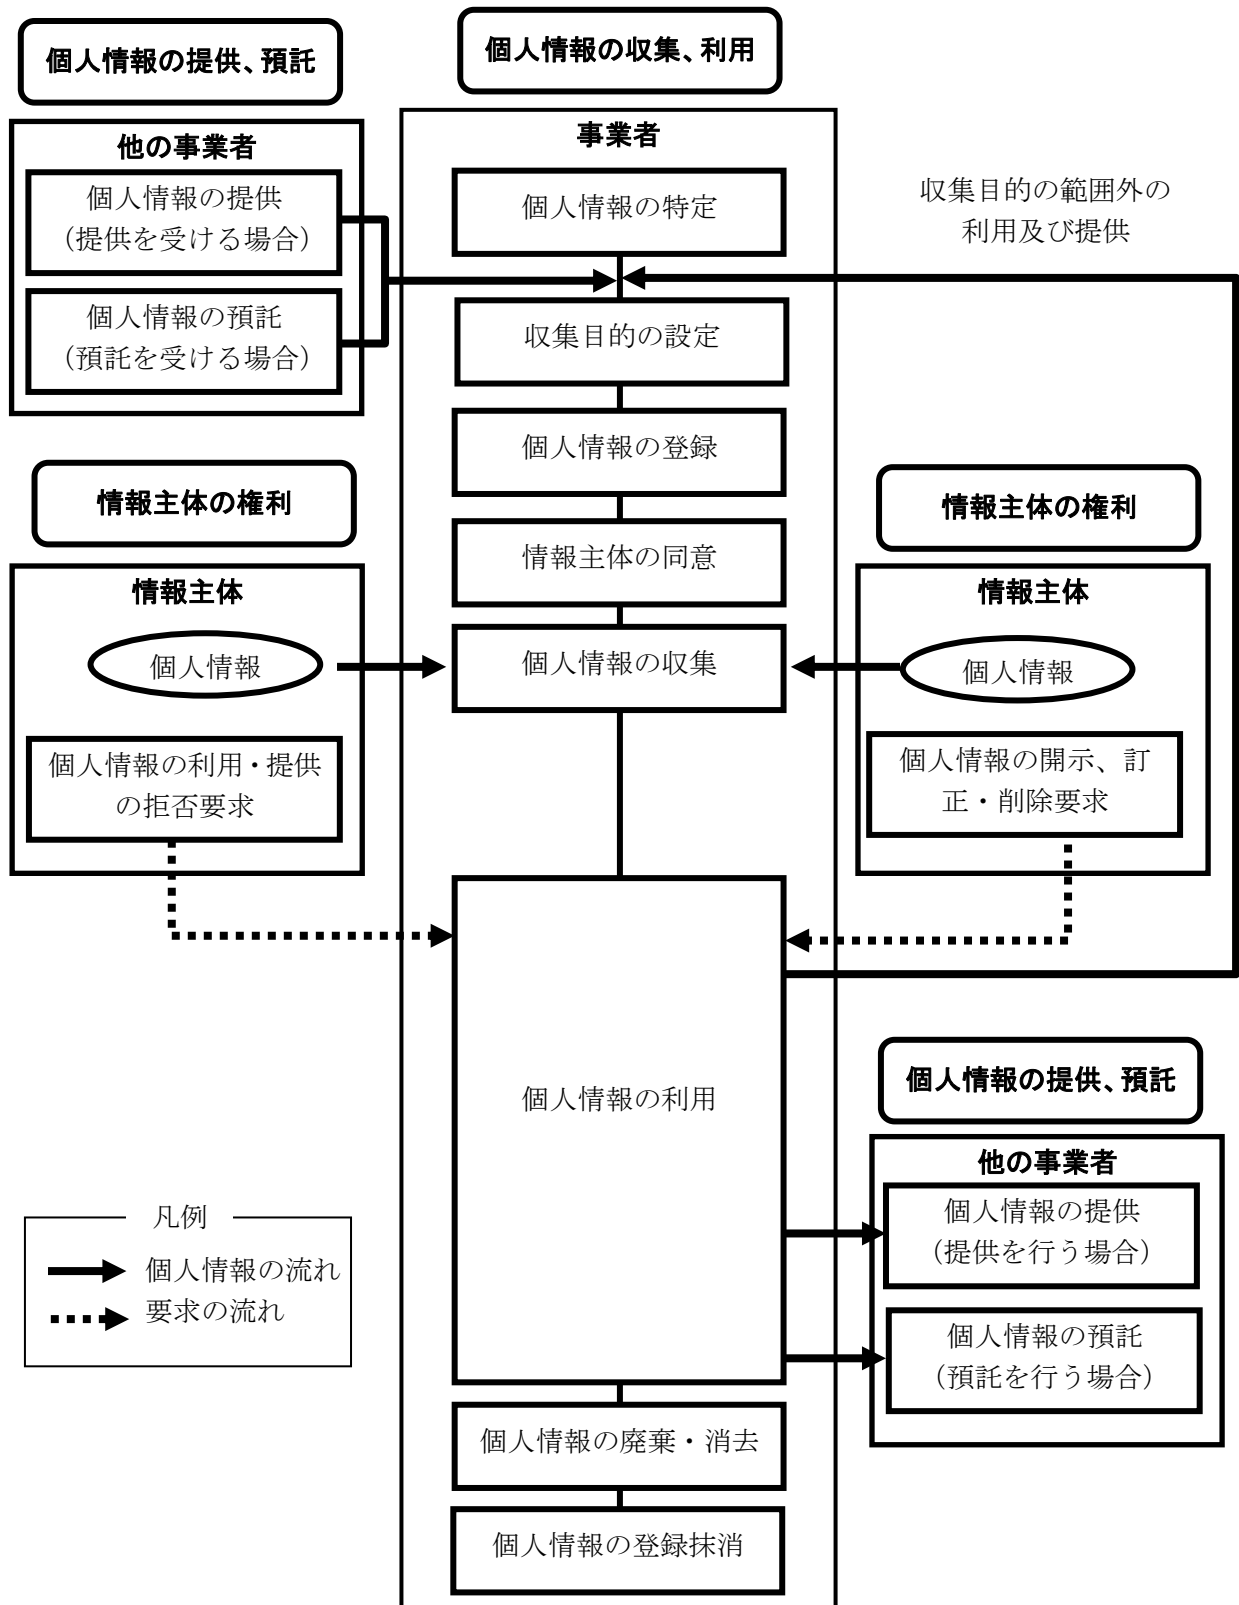 個人情報の提供、預託
個人情報の収集、利用
他の事業者
個人情報の提供
（提供を受ける場合）
個人情報の預託
（預託を受ける場合）
事業者
個人情報の特定
収集目的の範囲外の
利用及び提供
収集目的の設定
個人情報の登録
情報主体の同意
個人情報の収集
情報主体の権利
情報主体
個人情報
個人情報の利用・提供
の拒否要求
情報主体の権利
情報主体
個人情報
個人情報の開示、訂
正・削除要求
個人情報の利用
個人情報の提供、預託
他の事業者
個人情報の提供
（提供を行う場合）
個人情報の預託
（預託を行う場合）
凡例
個人情報の流れ
要求の流れ
個人情報の廃棄・消去
個人情報の登録抹消